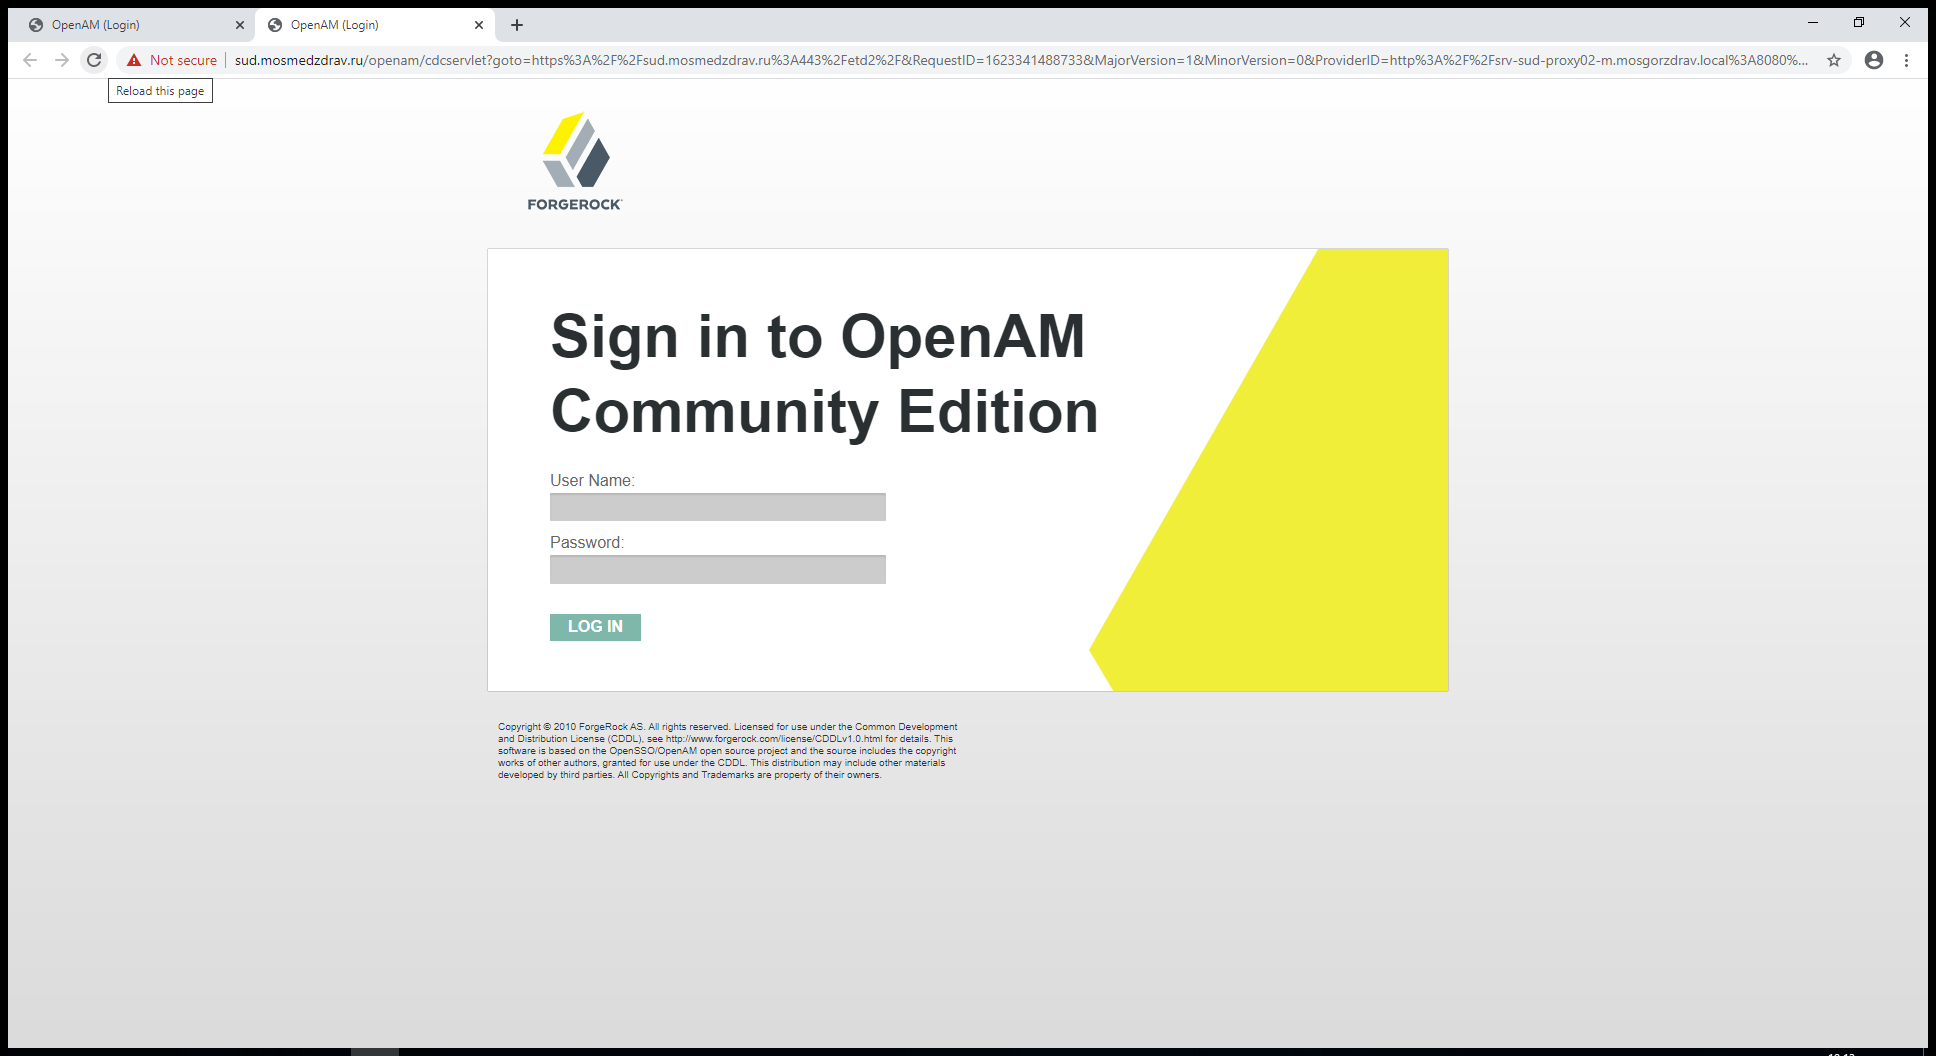 OpenAM (Login)
OpenAM (Login)
Not secure
sud.mosmedzdrav.ru/openam/cdcservlet?goto=https%3A%2F%2Fsud.mosmedzdrav.ru%3A443%2Fetd2%2F&RequestID=1623341488733&MajorVersion=1&MinorVersion=0&ProviderID=http%3A%2F%2Fsrv-sud-proxy02-m.mosgorzdrav.local%3A8080%...
Reload this page
FORGEROCK
Sign in to OpenAM
Community Edition
User Name:
Password:
LOG IN
Copyright © 2010 ForgeRock AS. All rights reserved. Licensed for use under the Common Development
and Distribution License (CDDL), see http://www.forgerock.com/license/CDDLv1.0.html for details. This
software is based on the OpenSSO/OpenAM open source project and the source includes the copyright
works of other authors, granted for use under the CDDL. This distribution may include other materials
developed by third parties. All Copyrights and Trademarks are property of their owners.